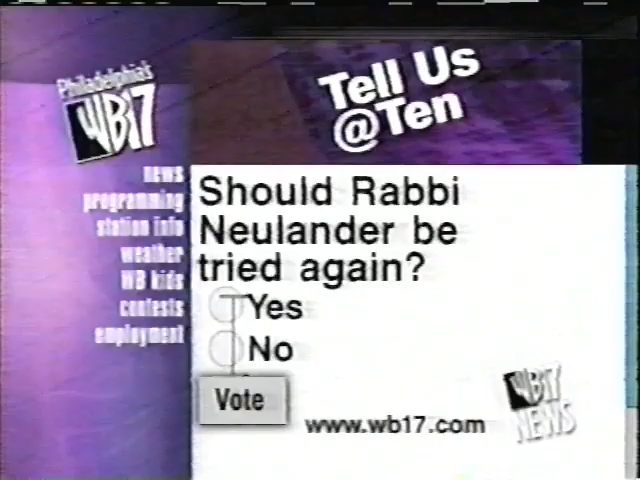 Philadelphia's
WB17
Tell Us
@Ten
news
programming
station info
weather
WB kids
contests
employment
Should Rabbi
Neulander be
tried again?
Yes
No
Vote
www.wb17.com
WB17
NEWS